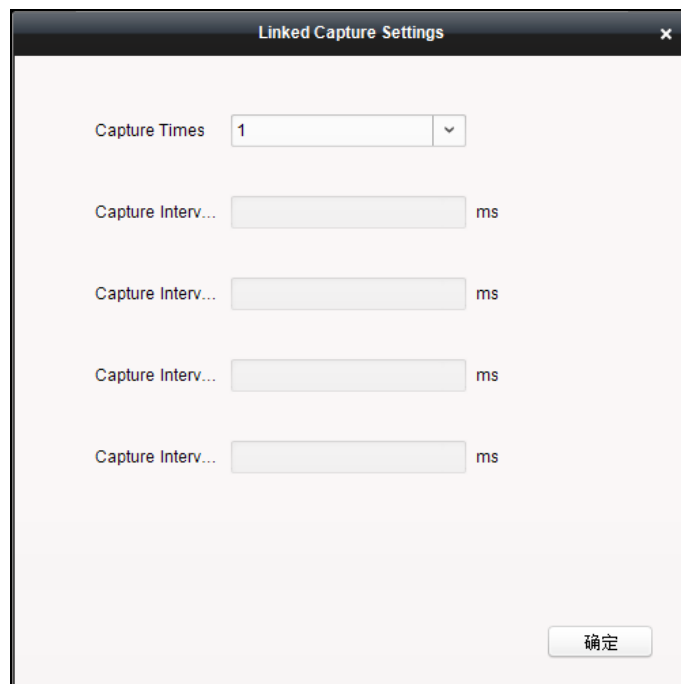 Linked Capture Settings
Capture Times 1
Capture Interv... ms
Capture Interv... ms
Capture Interv... ms
Capture Interv... ms
确定